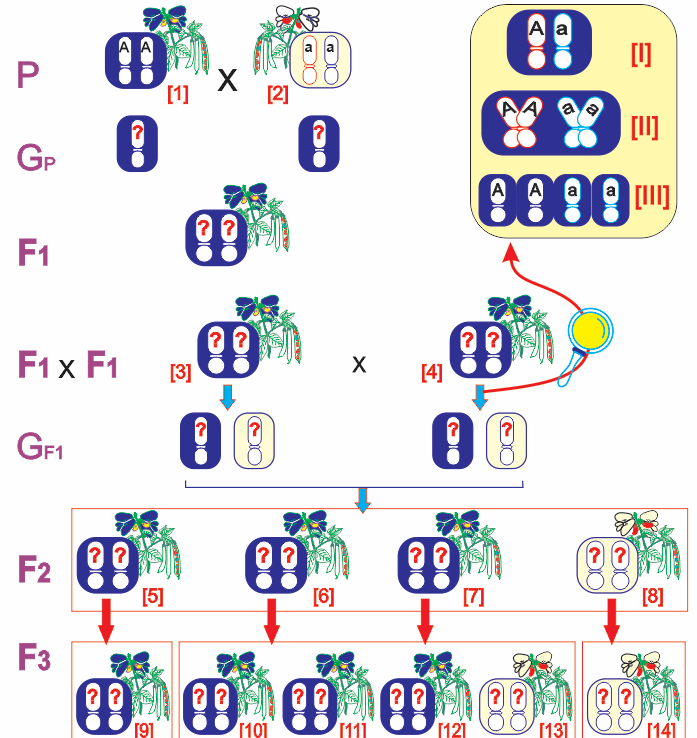 P
A A
[1]
X
[2]
a a
A a
[I]
A A a a
[II]
A A a a
[III]
GP
?
?
F1
? ?
F1 x F1
? ?
[3]
x
? ?
[4]
GF1
? ?
? ?
F2
? ?
[5]
? ?
[6]
? ?
[7]
? ?
[8]
F3
? ?
[9]
? ?
[10]
? ?
[11]
? ?
[12]
? ?
[13]
? ?
[14]